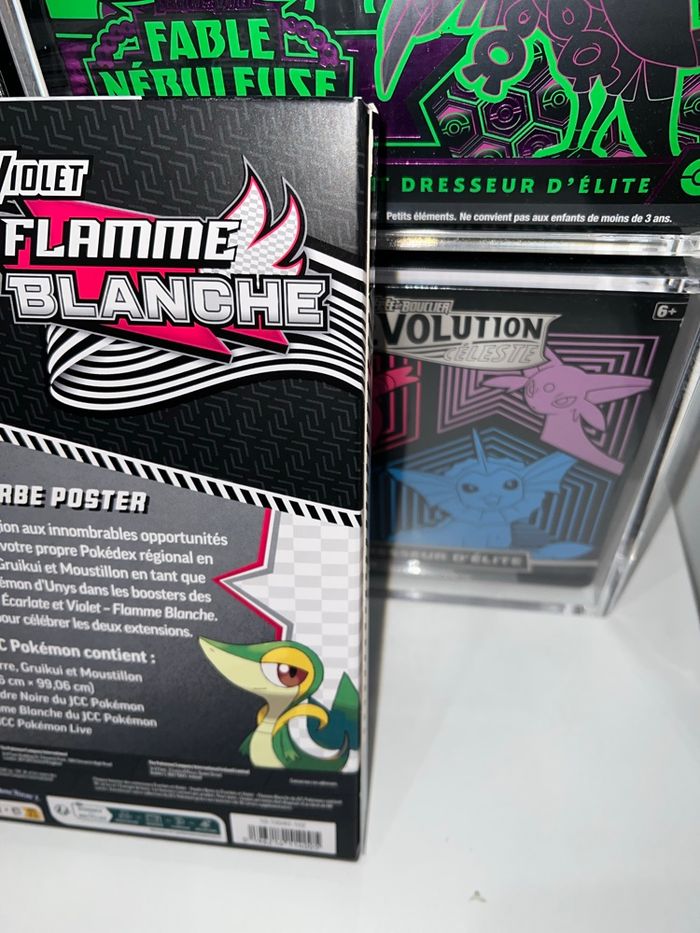 FABLE
NÉBULEUSE
T DRESSEUR D'ÉLITE
Petits éléments. Ne convient pas aux enfants de moins de 3 ans.
VIOLET
FLAMME
BLANCHE
RBE POSTER
ion aux innombrables opportunités
votre propre Pokédex régional en
Gruikui et Moustillon en tant que
émon d'Unys dans les boosters des
Écarlate et Violet – Flamme Blanche.
our célébrer les deux extensions.
C Pokémon contient :
rre, Gruikui et Moustillon
6 cm × 99,06 cm)
dre Noire du JCC Pokémon
me Blanche du JCC Pokémon
JCC Pokémon Live
ÉE-BOUCLIER
VOLUTION
CÉLESTE
6+
SSEUR D'ÉLITE